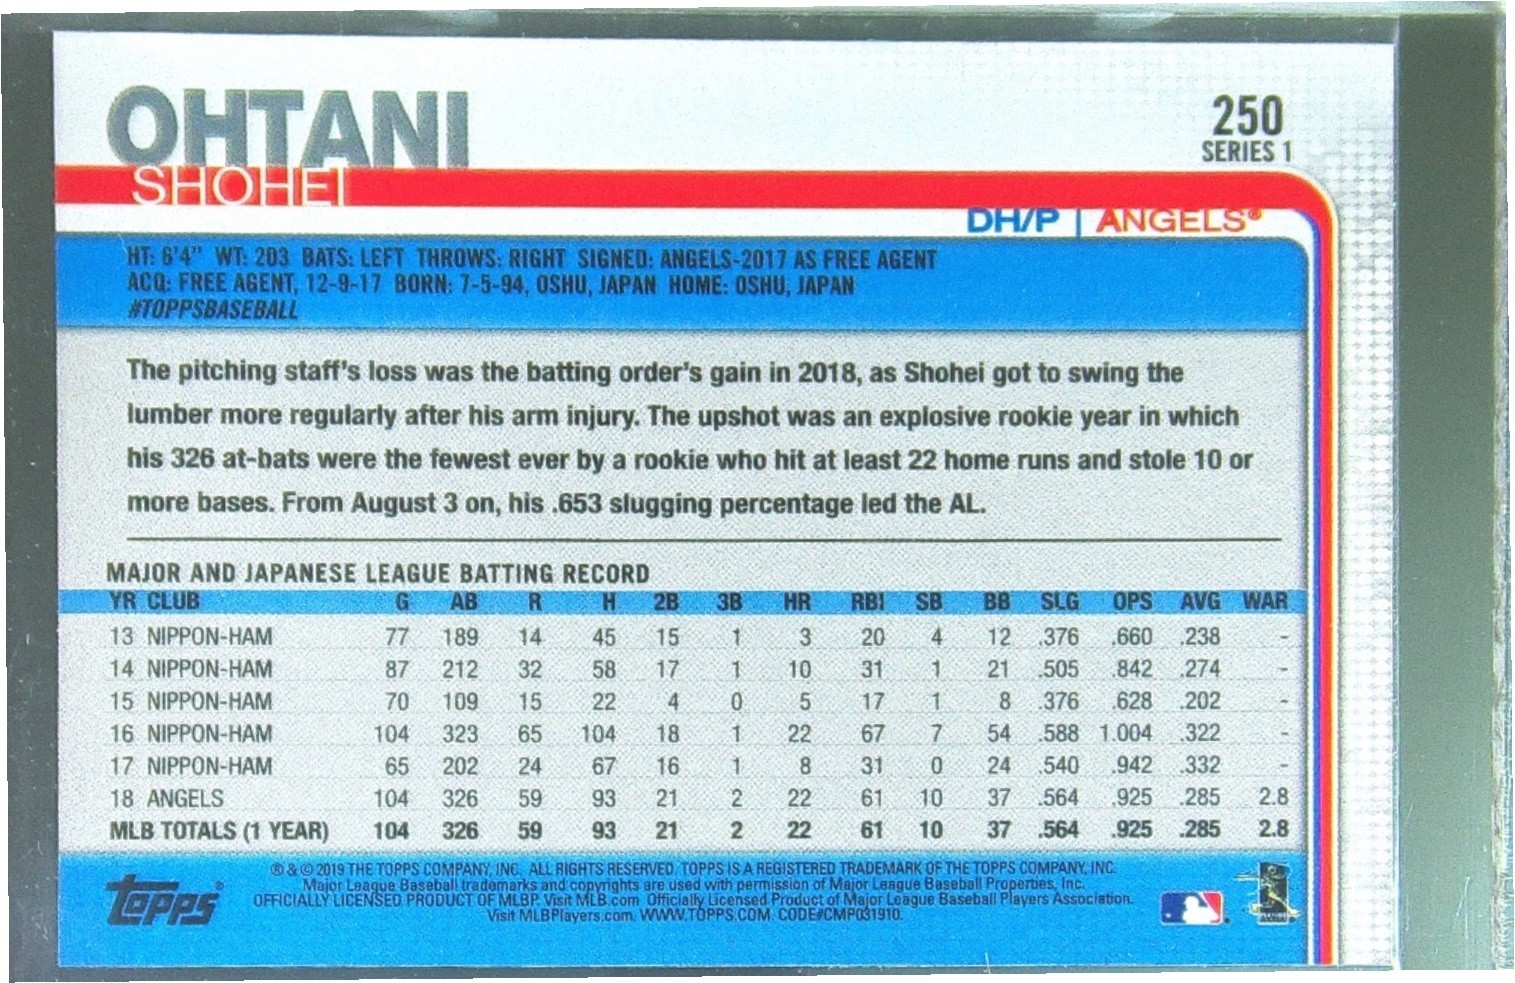 OHTANI
SHOHEI
250
SERIES 1
DH/P | ANGELS®
HT: 6'4" WT: 203 BATS: LEFT THROWS: RIGHT SIGNED: ANGELS-2017 AS FREE AGENT
ACQ: FREE AGENT, 12-9-17 BORN: 7-5-94, OSHU, JAPAN HOME: OSHU, JAPAN
#TOPPSBASEBALL
The pitching staff's loss was the batting order's gain in 2018, as Shohei got to swing the
lumber more regularly after his arm injury. The upshot was an explosive rookie year in which
his 326 at-bats were the fewest ever by a rookie who hit at least 22 home runs and stole 10 or
more bases. From August 3 on, his .653 slugging percentage led the AL.
MAJOR AND JAPANESE LEAGUE BATTING RECORD
YR CLUB G AB R H 2B 3B HR RBI SB BB SLG OPS AVG WAR
13 NIPPON-HAM 77 189 14 45 15 1 3 20 4 12 .376 .660 .238 -
14 NIPPON-HAM 87 212 32 58 17 1 10 31 1 21 .505 .842 .274 -
15 NIPPON-HAM 70 109 15 22 4 0 5 17 1 8 .376 .628 .202 -
16 NIPPON-HAM 104 323 65 104 18 1 22 67 7 54 .588 1.004 .322 -
17 NIPPON-HAM 65 202 24 67 16 1 8 31 0 24 .540 .942 .332 -
18 ANGELS 104 326 59 93 21 2 22 61 10 37 .564 .925 .285 2.8
MLB TOTALS (1 YEAR) 104 326 59 93 21 2 22 61 10 37 .564 .925 .285 2.8
® & © 2019 THE TOPPS COMPANY, INC. ALL RIGHTS RESERVED. TOPPS IS A REGISTERED TRADEMARK OF THE TOPPS COMPANY, INC.
Major League Baseball trademarks and copyrights are used with permission of Major League Baseball Properties, Inc.
OFFICIALLY LICENSED PRODUCT OF MLBP. Visit MLB.com Officially Licensed Product of Major League Baseball Players Association.
Visit MLBPlayers.com. WWW.TOPPS.COM. CODE#CMP031910.
Topps®